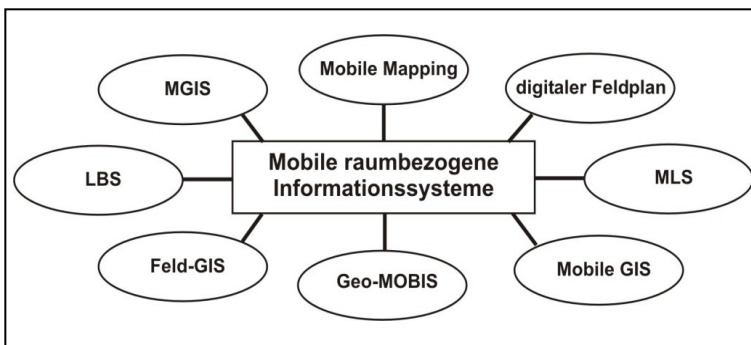 Mobile Mapping
MGIS
digitaler Feldplan
Mobile raumbezogene
Informationssysteme
LBS
MLS
Feld-GIS
Geo-MOBIS
Mobile GIS